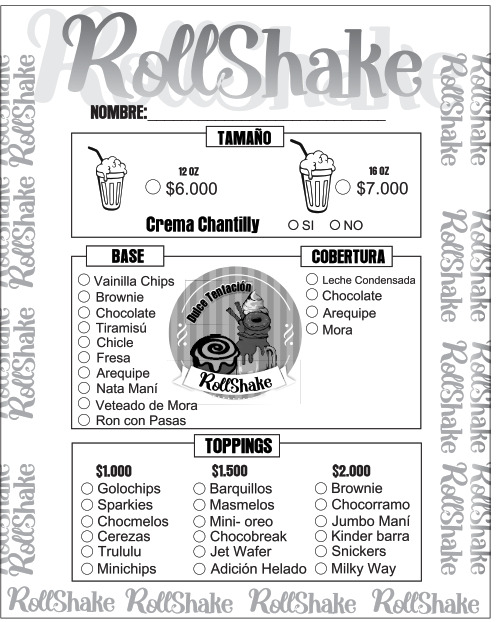 RollShake
NOMBRE:
TAMAÑO
12 OZ
$6.000
16 OZ
$7.000
Crema Chantilly
SI
NO
BASE
Vainilla Chips
Brownie
Chocolate
Tiramisú
Chicle
Fresa
Arequipe
Nata Maní
Veteado de Mora
Ron con Pasas
Dulce Tentación
RollShake
COBERTURA
Leche Condensada
Chocolate
Arequipe
Mora
TOPPINGS
$1.000
Golochips
Sparkies
Chocmelos
Cerezas
Trululu
Minichips
$1.500
Barquillos
Masmelos
Mini- oreo
Chocobreak
Jet Wafer
Adición Helado
$2.000
Brownie
Chocorramo
Jumbo Maní
Kinder barra
Snickers
Milky Way
RollShake RollShake RollShake RollShake